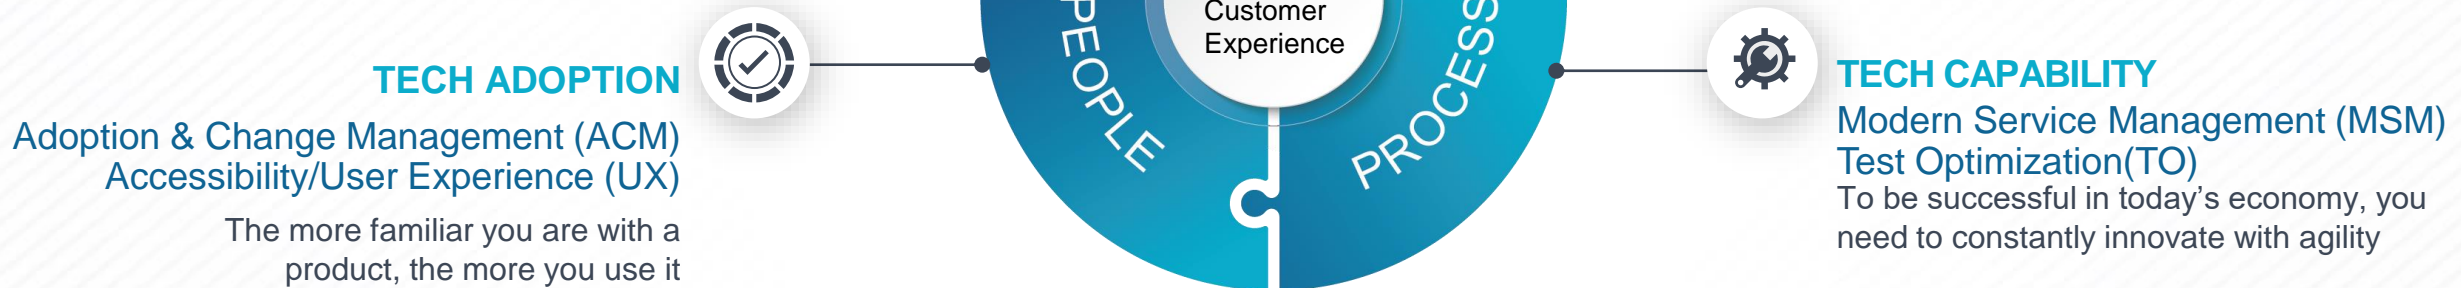 TECH ADOPTION
Adoption & Change Management (ACM)
Accessibility/User Experience (UX)
The more familiar you are with a
product, the more you use it
PEOPLE
Customer
Experience
PROCESS
TECH CAPABILITY
Modern Service Management (MSM)
Test Optimization(TO)
To be successful in today’s economy, you
need to constantly innovate with agility